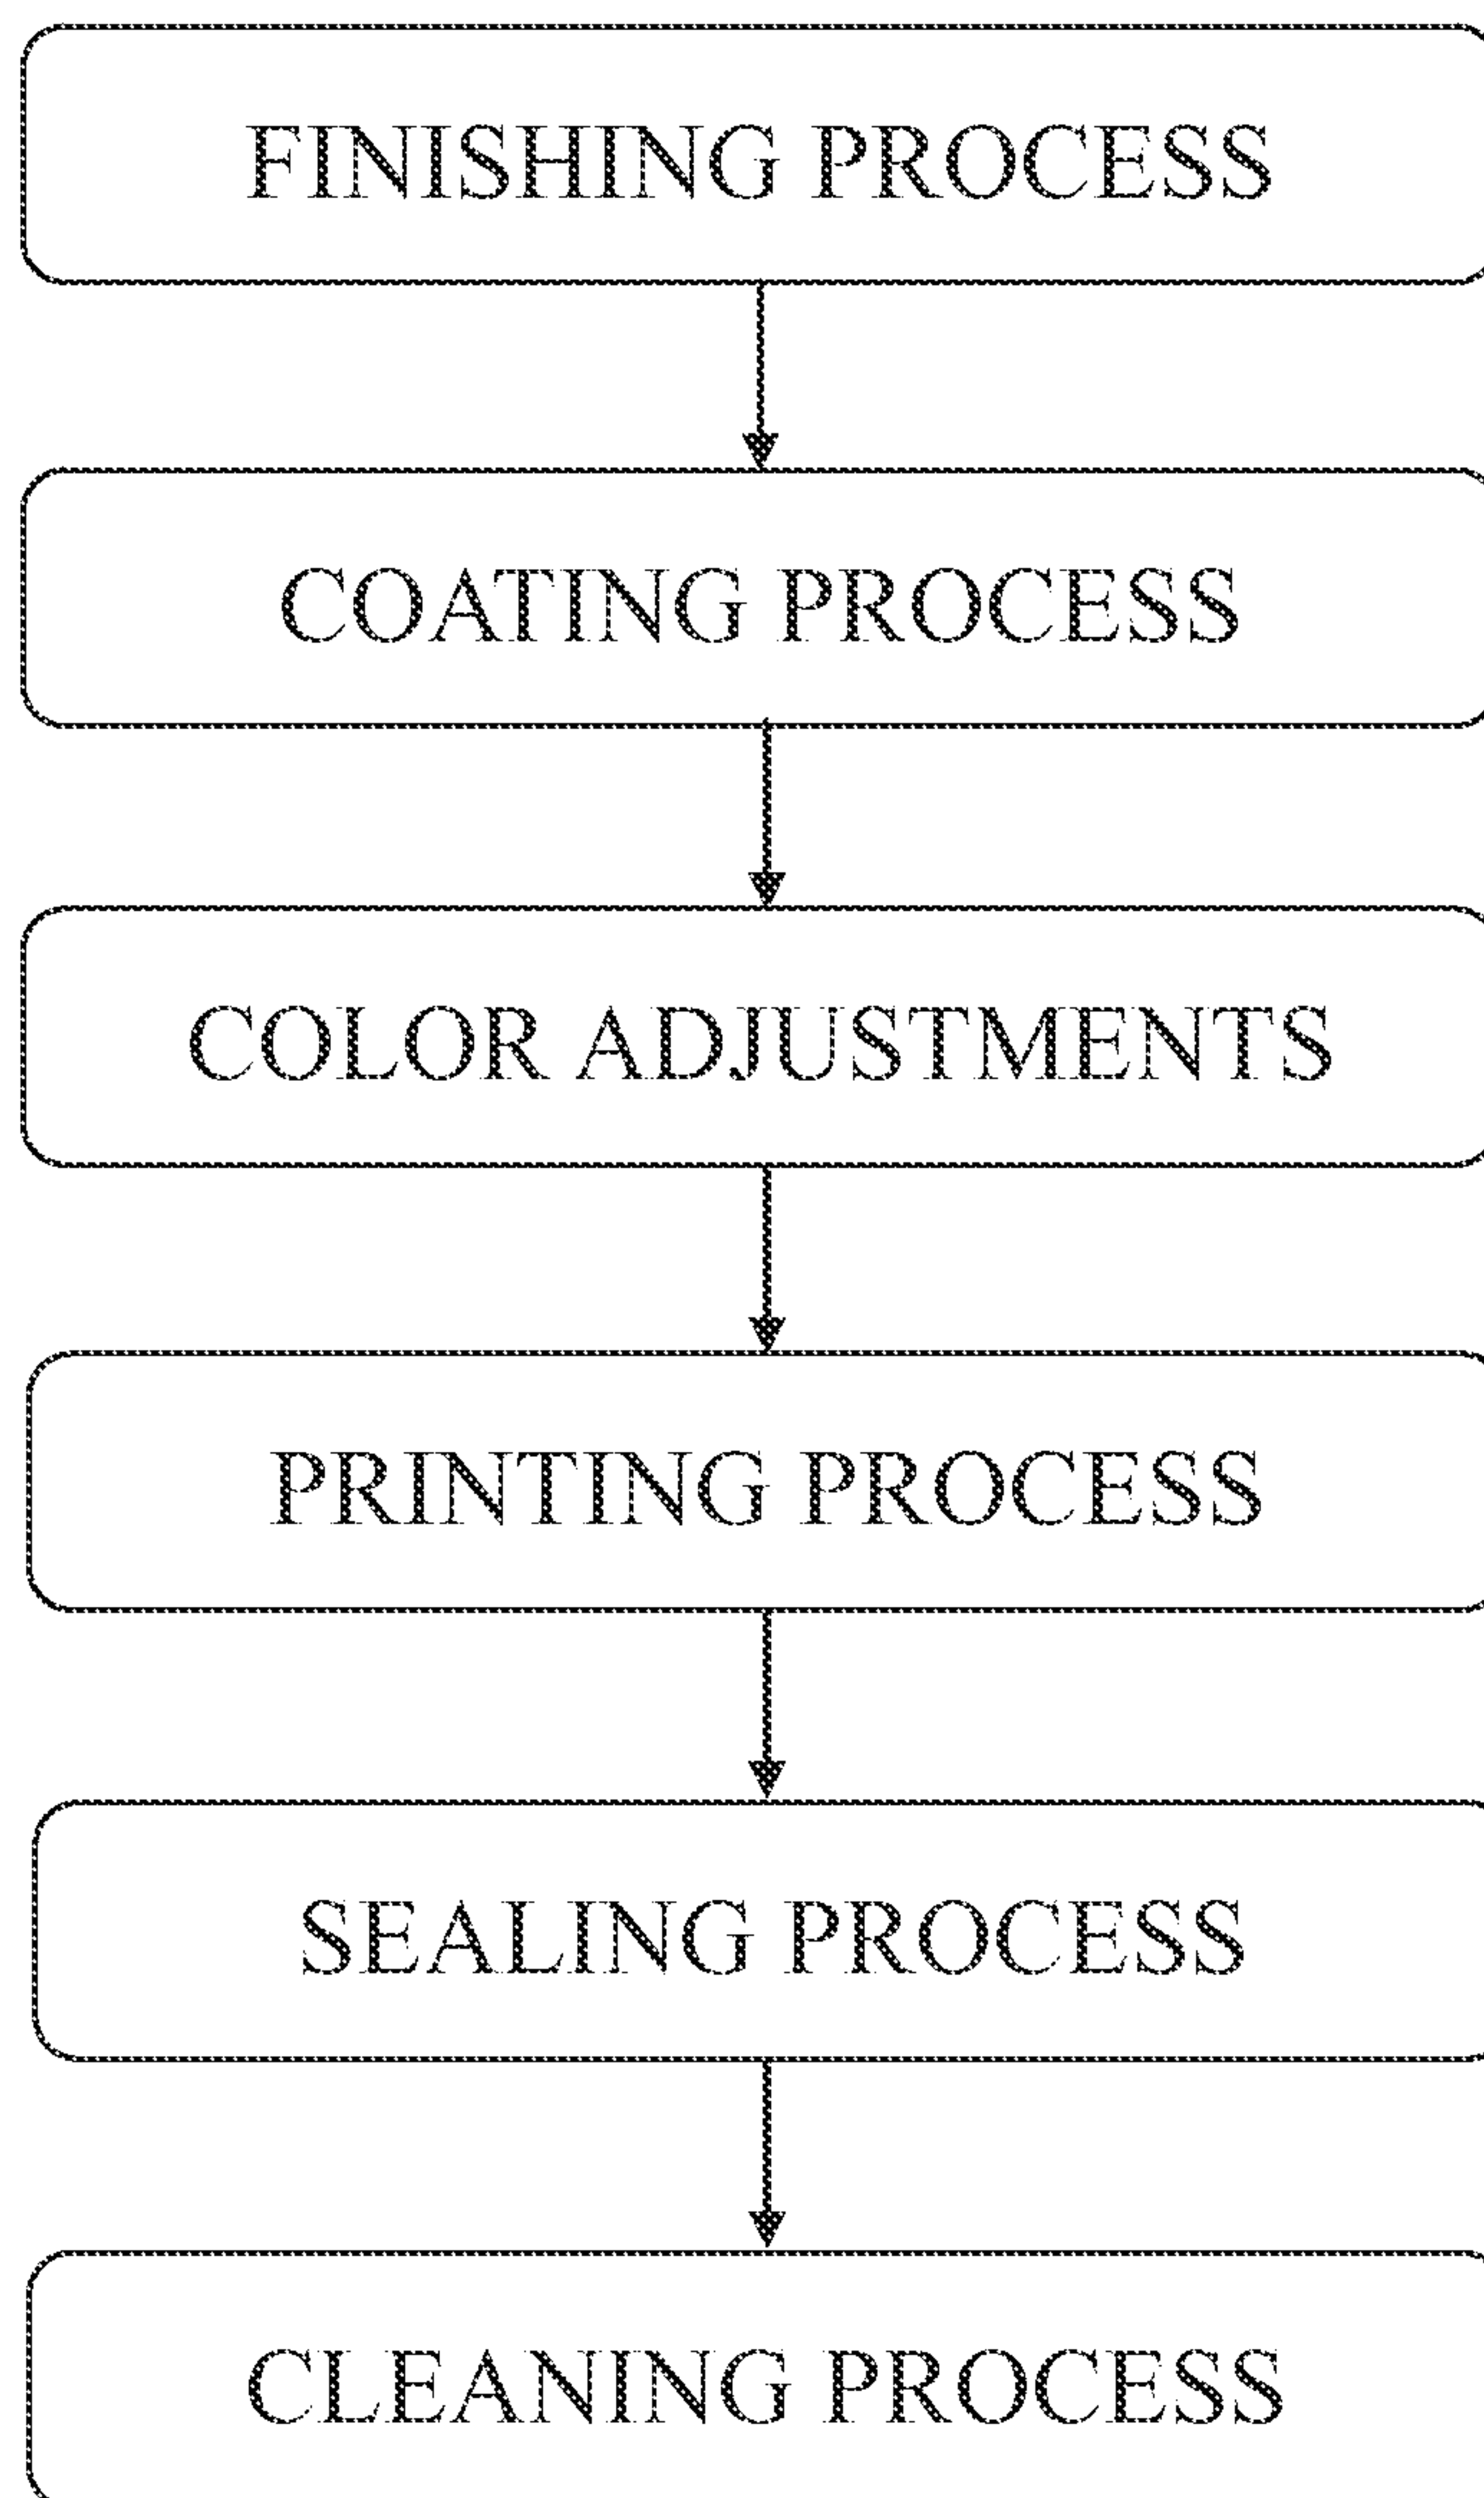 FINISHING PROCESS
COATING PROCESS
COLOR ADJUSTMENTS
PRINTING PROCESS
SEALING PROCESS
CLEANING PROCESS